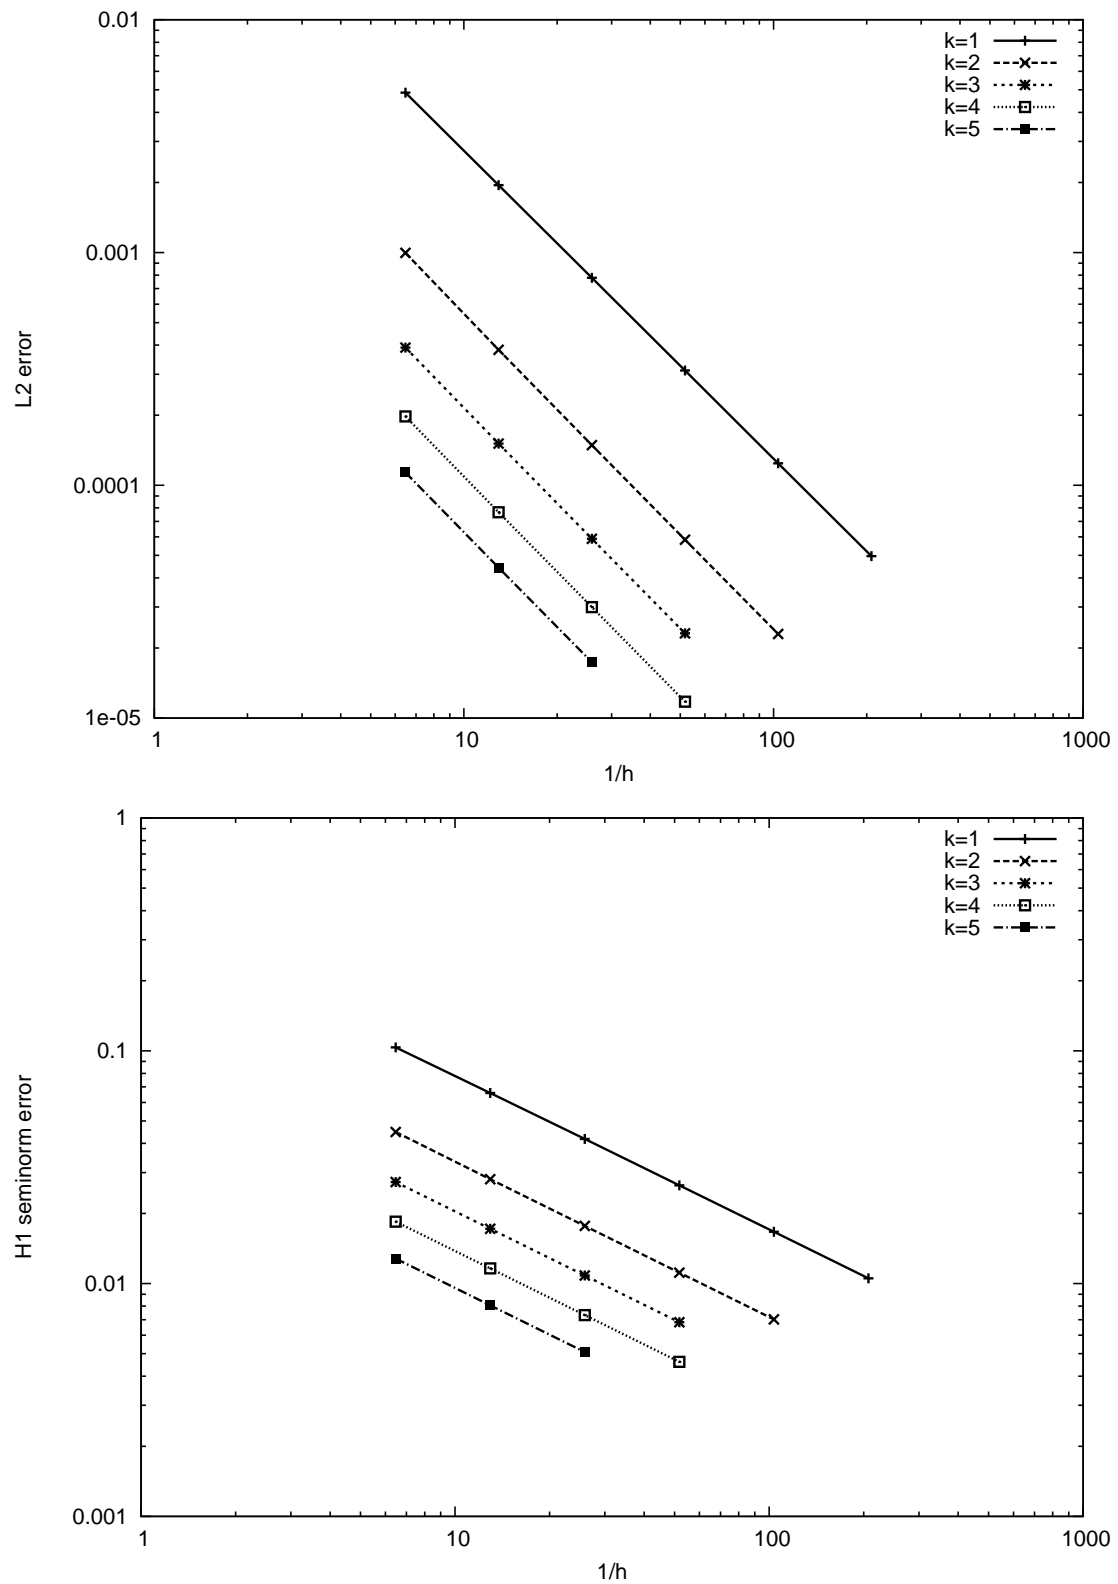 0.01
k=1
k=2
k=3
k=4
k=5
0.001
L2 error
0.0001
1e-05
1
10
100
1000
1/h
1
k=1
k=2
k=3
k=4
k=5
0.1
H1 seminorm error
0.01
0.001
1
10
100
1000
1/h